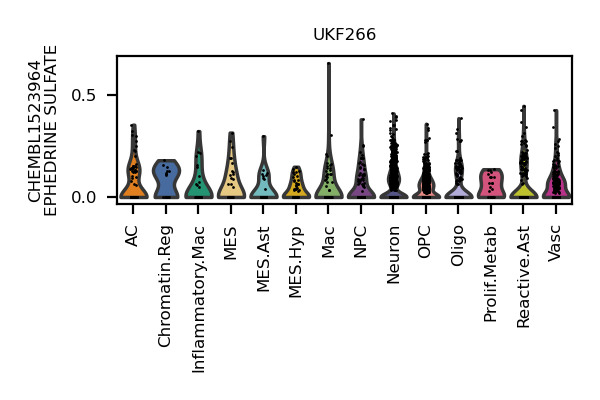 UKF266
CHEMBL1523964
EPHEDRINE SULFATE
0.5
0.0
AC
Chromatin.Reg
Inflammatory.Mac
MES
MES.Ast
MES.Hyp
Mac
NPC
Neuron
OPC
Oligo
Prolif.Metab
Reactive.Ast
Vasc